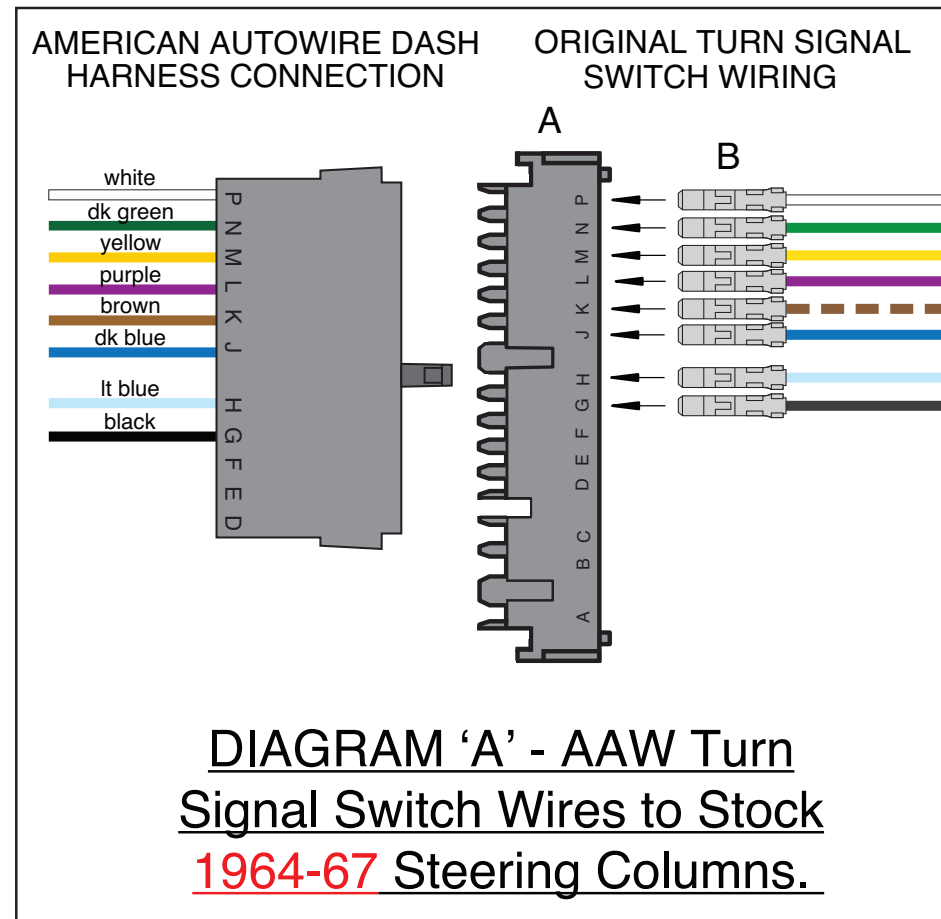 AMERICAN AUTOWIRE DASH
HARNESS CONNECTION
ORIGINAL TURN SIGNAL
SWITCH WIRING
A
B
white
dk green
yellow
purple
brown
dk blue
lt blue
black
P
N
M
L
K
J
H
G
F
E
D
P
N
M
L
K
J
H
G
F
E
D
C
B
A
DIAGRAM ‘A’ - AAW Turn
Signal Switch Wires to Stock
1964-67 Steering Columns.